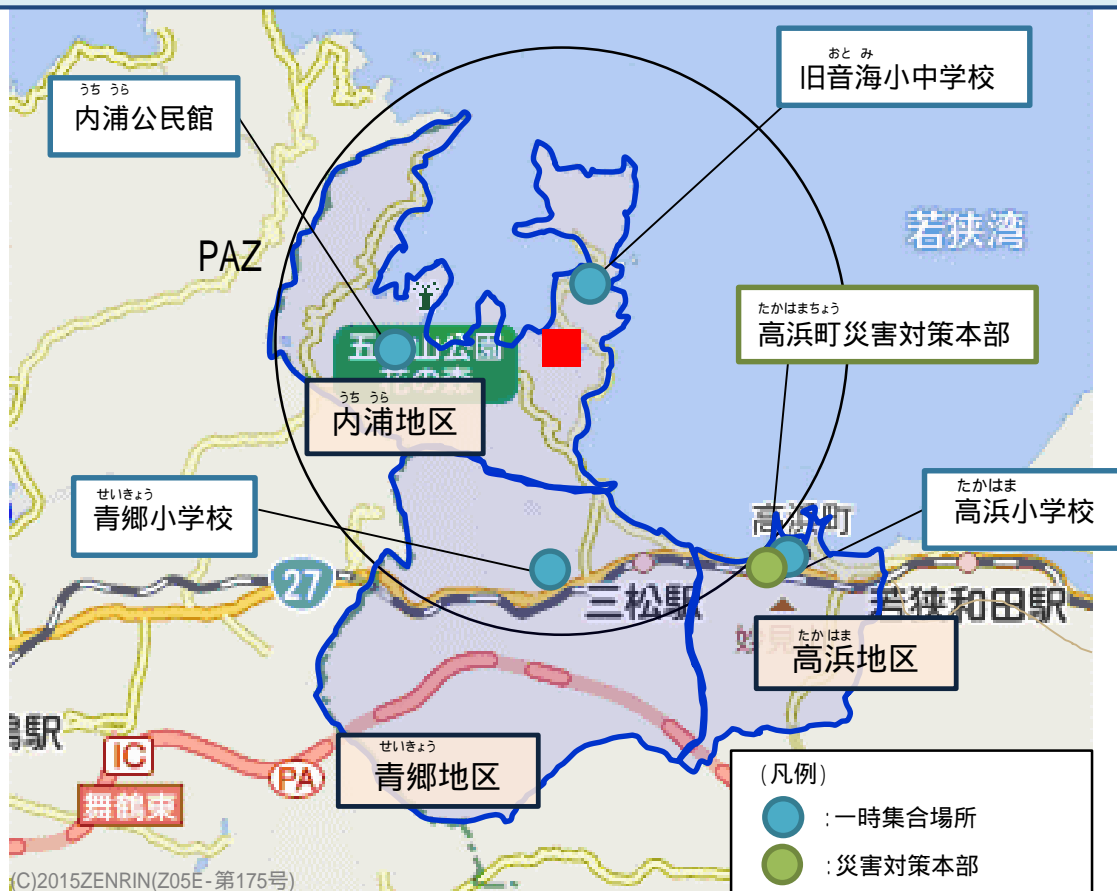 おとみ
旧音海小中学校
うちうら
内浦公民館
若狭湾
PAZ
たかはまちょう
高浜町災害対策本部
うちうら
内浦地区
せいきょう
青郷小学校
たかはま
高浜小学校
高浜町
27
三松駅
若狭和田駅
たかはま
高浜地区
せいきょう
青郷地区
駅
IC
PA
舞鶴東
(凡例)
:一時集合場所
:災害対策本部
(C)2015ZENRIN(Z05E-第175号)